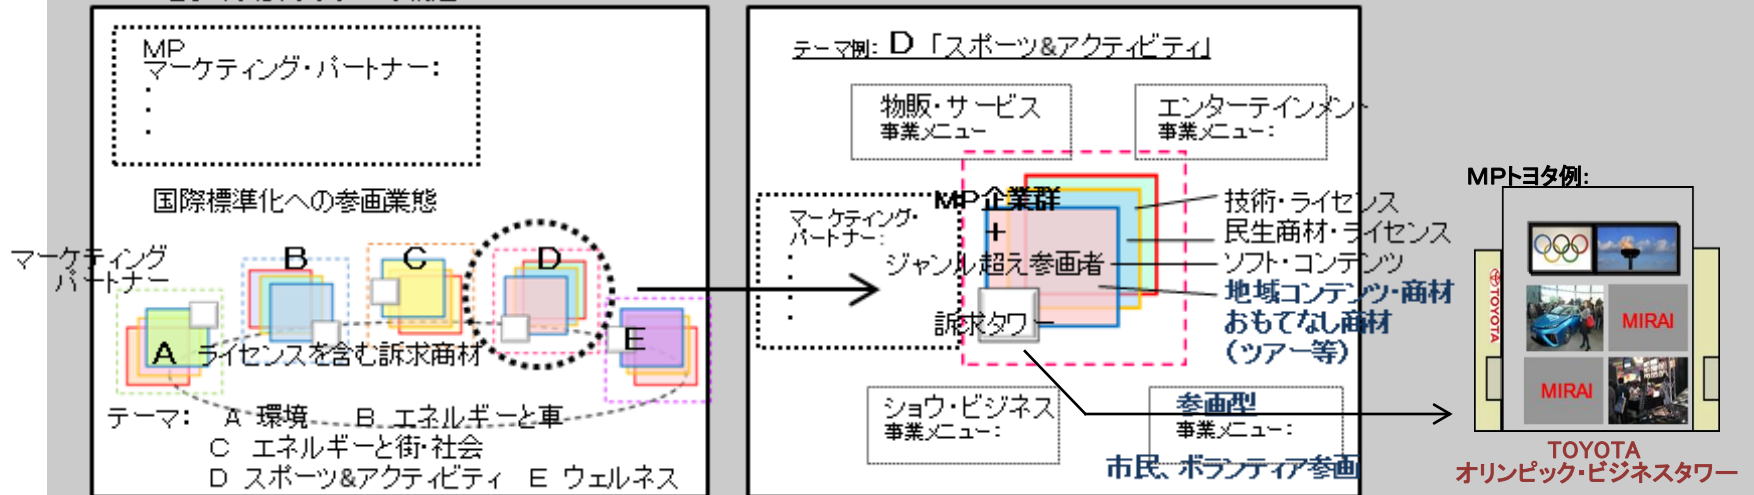 MP
マーケティング・パートナー：
・
・
・
国際標準化への参画業態
マーケティング
パートナー
A
B
C
D
E
ライセンスを含む訴求商材
テーマ： A 環境 B エネルギーと車
C エネルギーと街・社会
D スポーツ&アクティビティ E ウェルネス
テーマ例： D 「スポーツ&アクティビティ」
物販・サービス
事業メニュー
エンターテインメント
事業メニュー：
マーケティング・
パートナー：
・
・
・
・
MP企業群
＋
ジャンル超え参画者
訴求タワー
技術・ライセンス
民生商材・ライセンス
ソフト・コンテンツ
地域コンテンツ・商材
おもてなし商材
（ツアー等）
ショウ・ビジネス
事業メニュー：
参画型
事業メニュー：
市民、ボランティア参画
MPトヨタ例：
TOYOTA
MIRAI
MIRAI
TOYOTA
オリンピック・ビジネスタワー